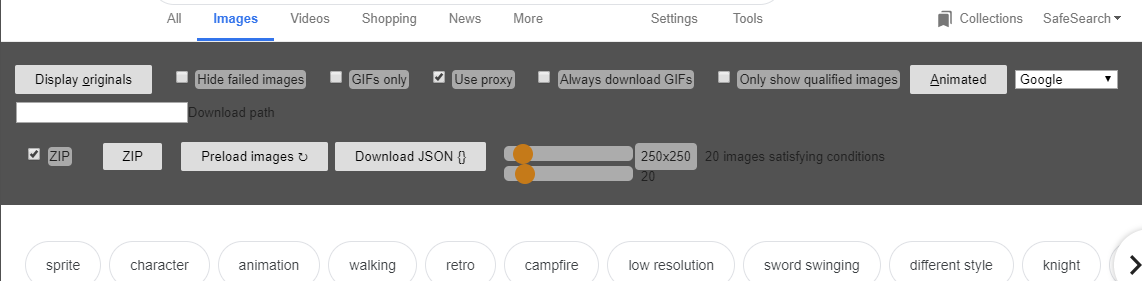 All Images Videos Shopping News More Settings Tools Collections SafeSearch
Display originals Hide failed images GIFs only Use proxy Always download GIFs Only show qualified images Animated Google
Download path
ZIP ZIP Preload images ↻ Download JSON {} 250x250 20 images satisfying conditions
20
sprite character animation walking retro campfire low resolution sword swinging different style knight